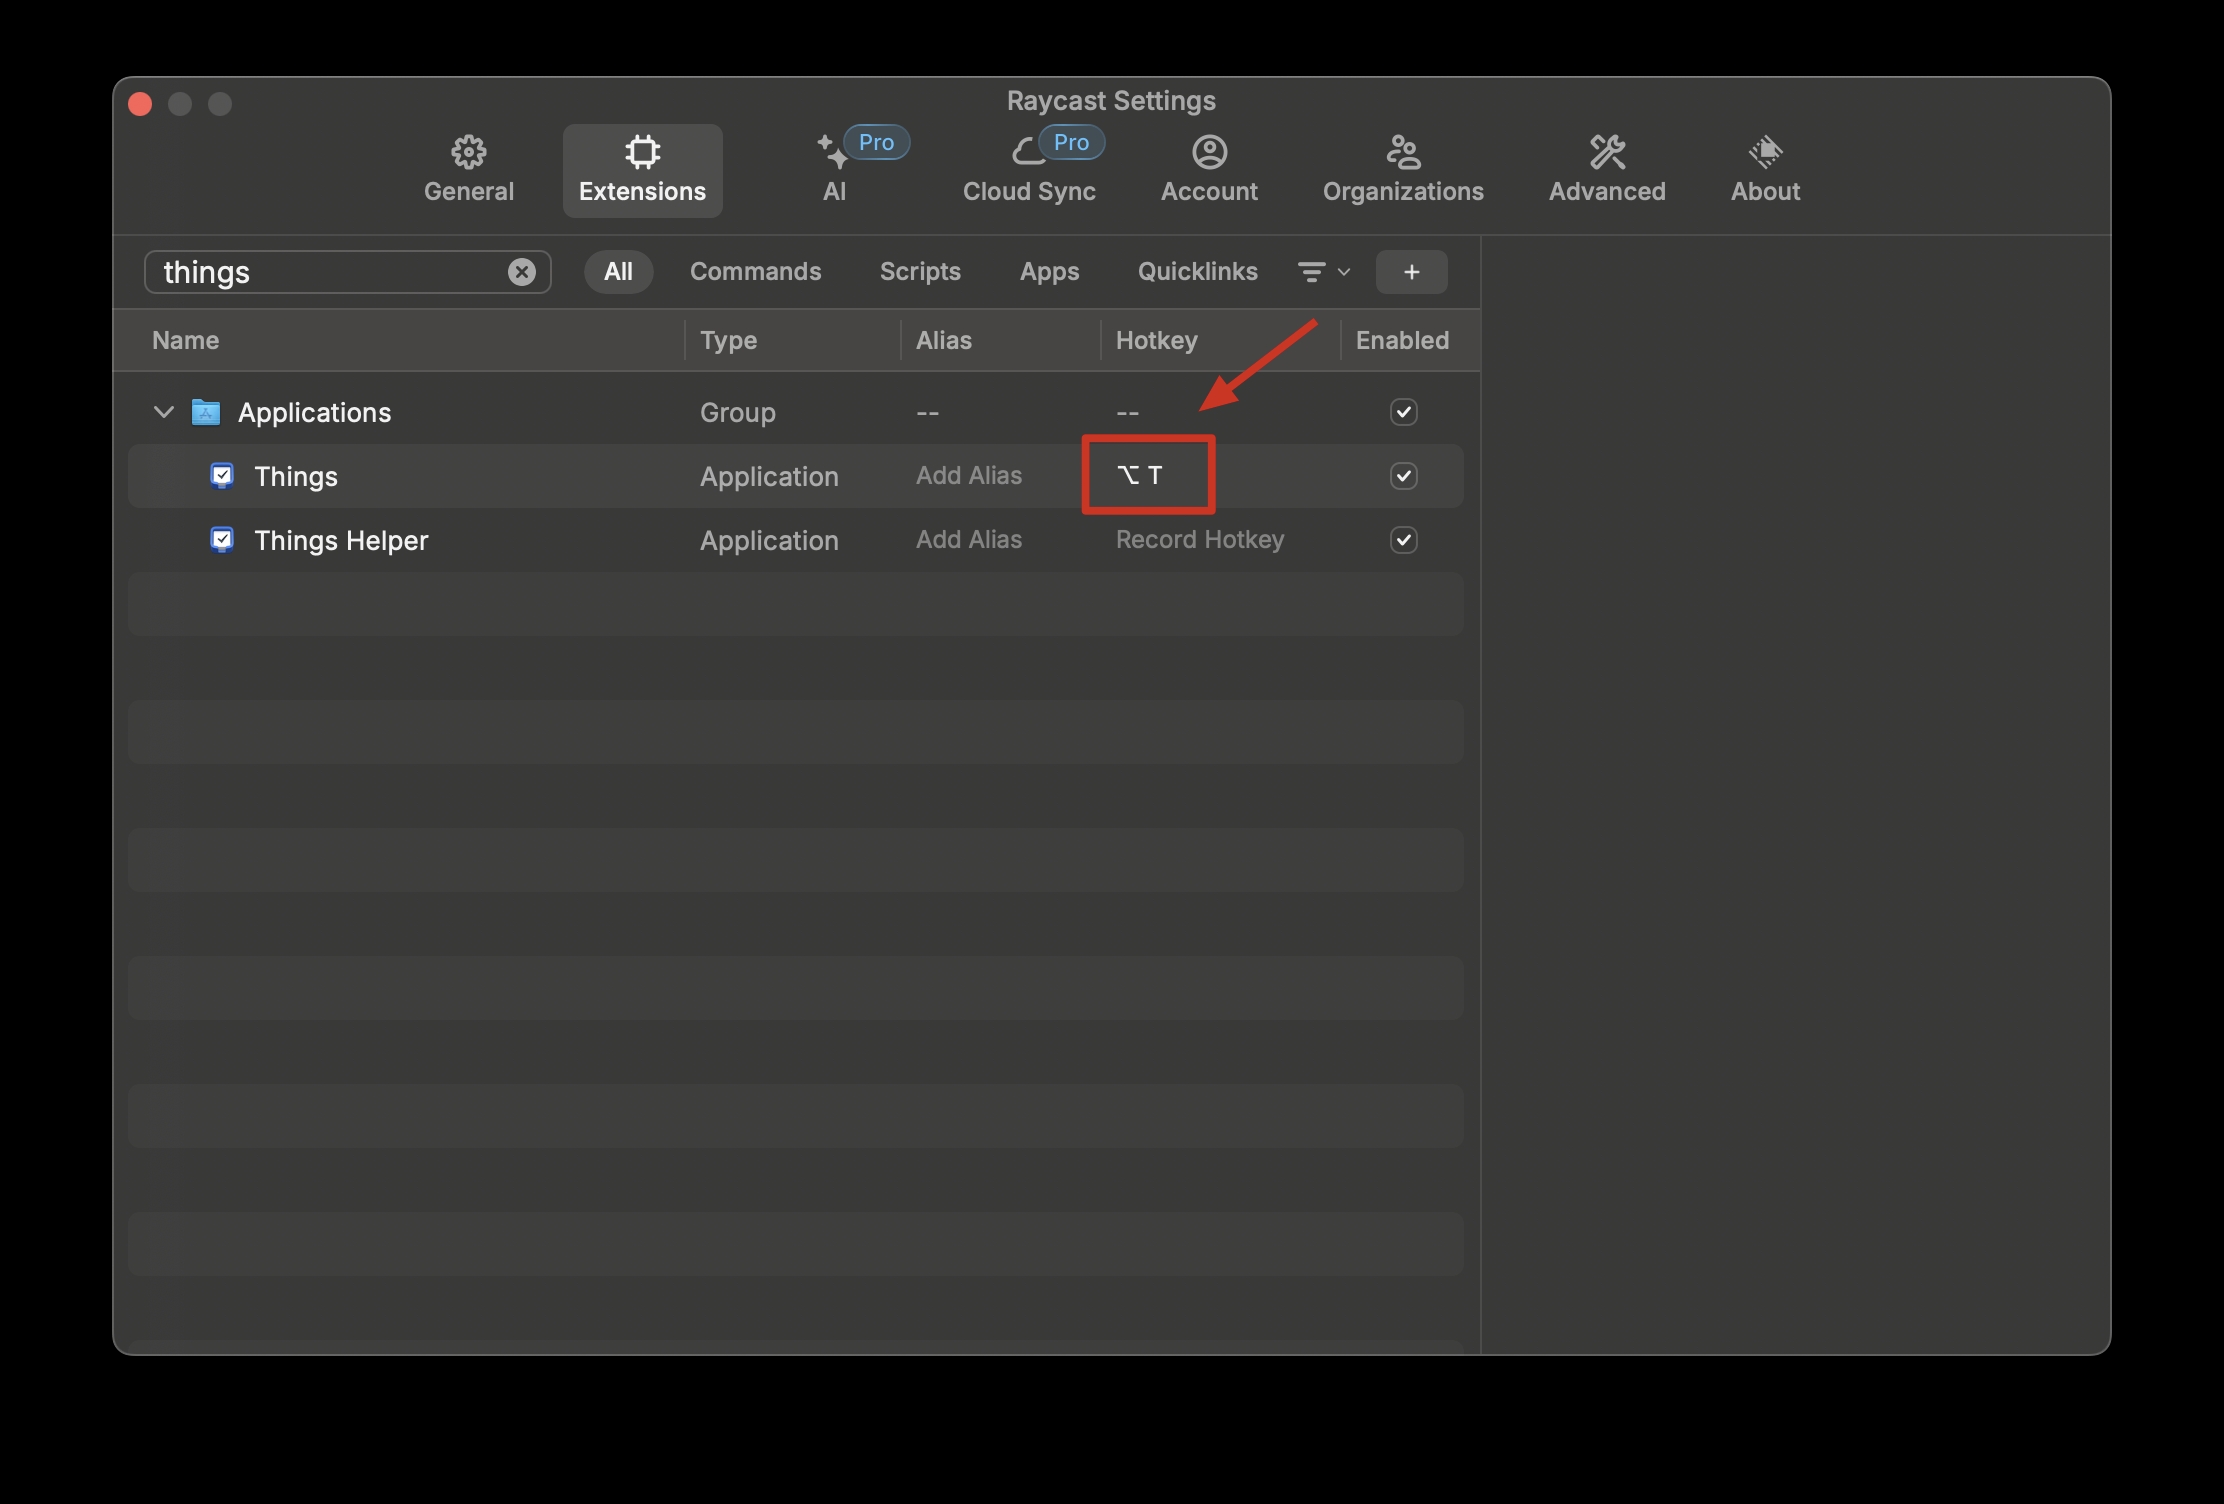 Raycast Settings
General
Extensions
AI
Pro
Cloud Sync
Pro
Account
Organizations
Advanced
About
things
All
Commands
Scripts
Apps
Quicklinks
+
Name Type Alias Hotkey Enabled
Applications Group -- --
Things Application Add Alias ⌥ T
Things Helper Application Add Alias Record Hotkey